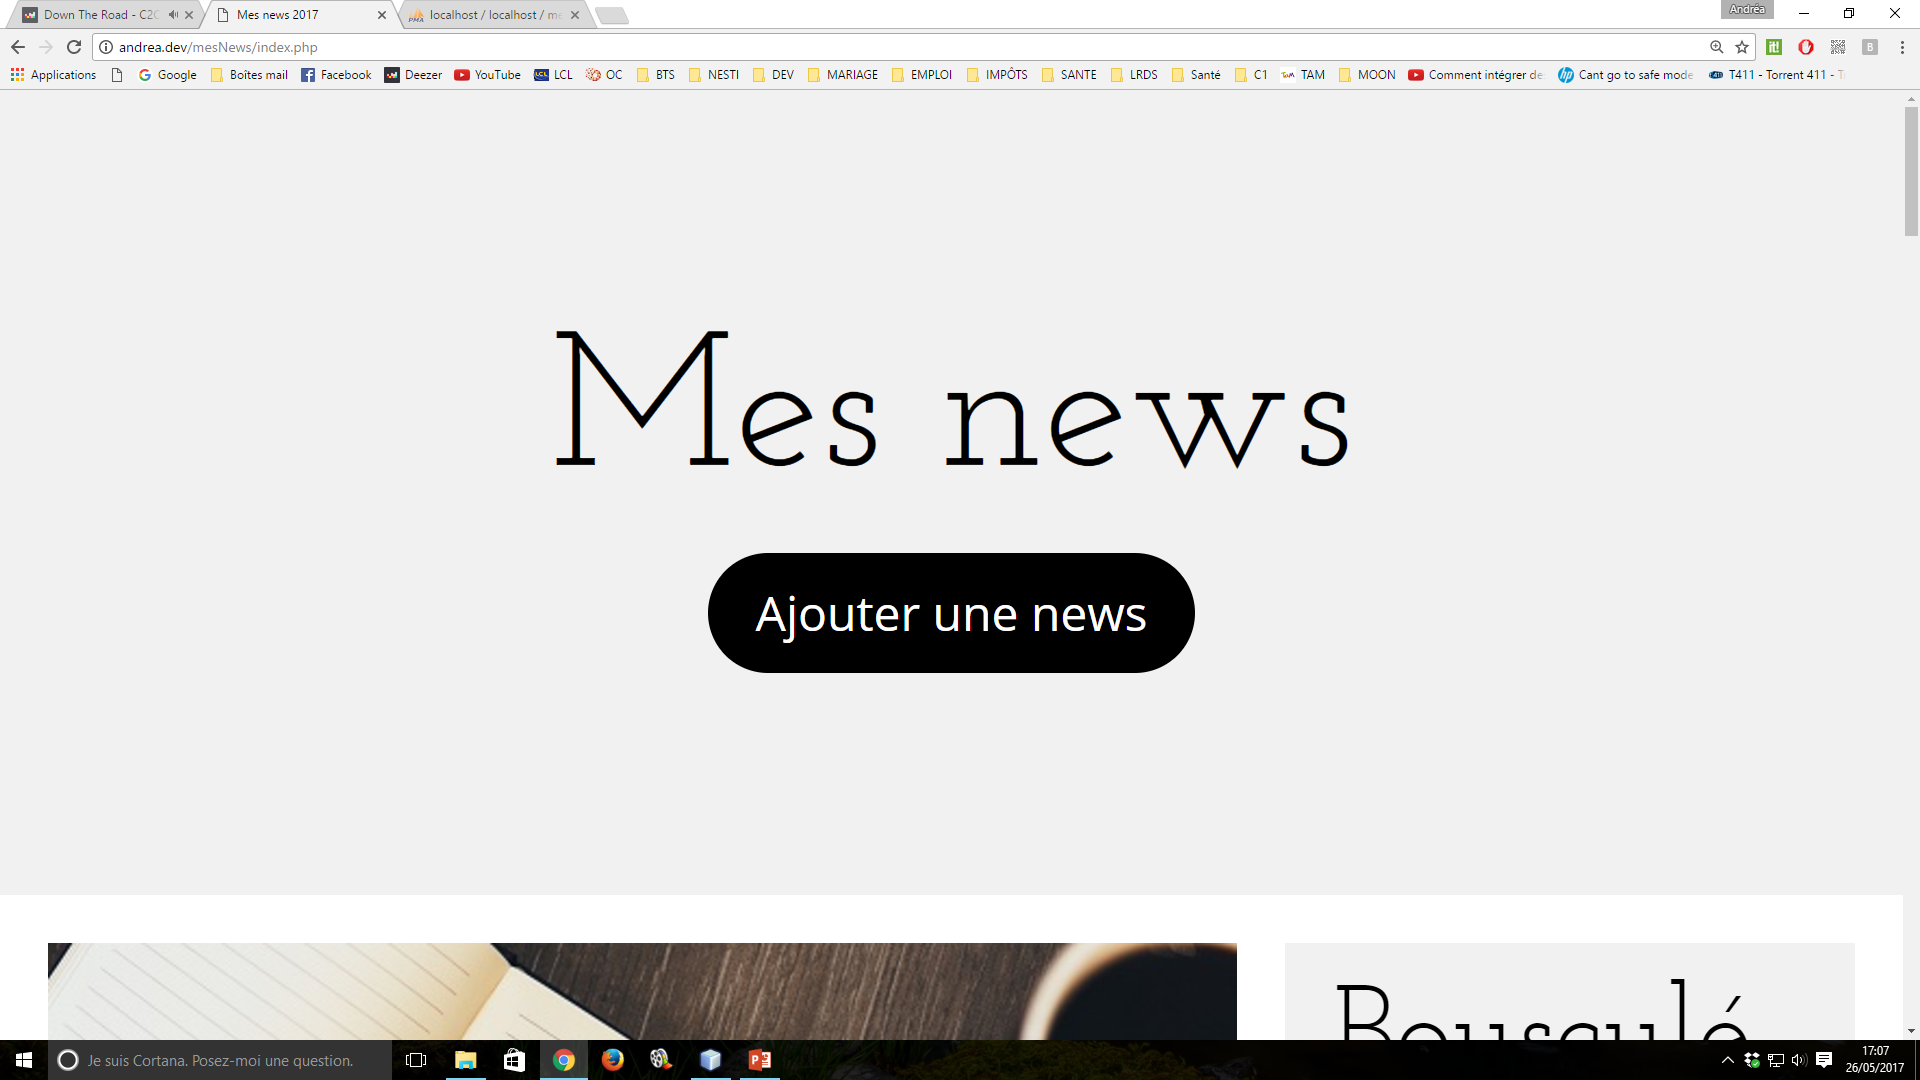 Down The Road - C2C
Mes news 2017
localhost / localhost / me
Andréa
andrea.dev/mesNews/index.php
Applications Google Boîtes mail Facebook Deezer YouTube LCL OC BTS NESTI DEV MARIAGE EMPLOI IMPÔTS SANTE LRDS Santé C1 TAM MOON Comment intégrer de Cant go to safe mode T411 - Torrent 411 - T
Mes news
Ajouter une news
Bousculé
Je suis Cortana. Posez-moi une question.
17:07
26/05/2017